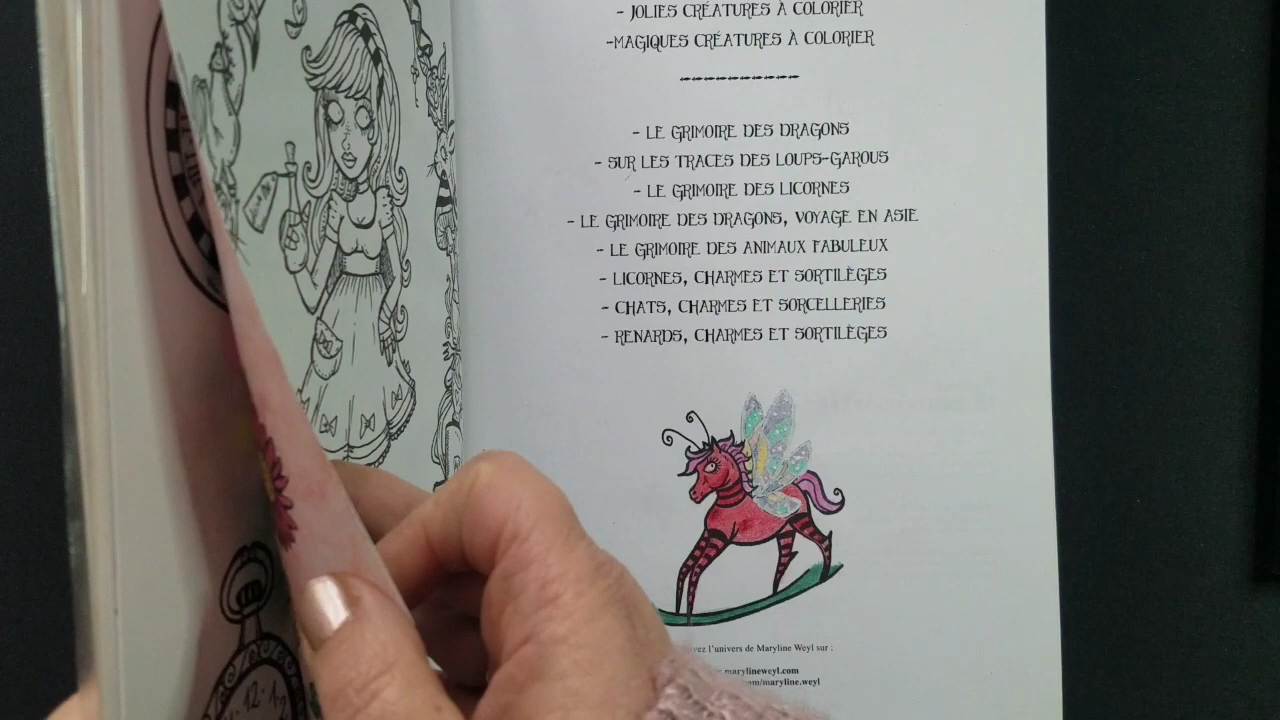 - JOLIES CRÉATURES À COLORIER
-MAGIQUES CRÉATURES À COLORIER
- LE GRIMOIRE DES DRAGONS
- SUR LES TRACES DES LOUPS-GAROUS
- LE GRIMOIRE DES LICORNES
- LE GRIMOIRE DES DRAGONS, VOYAGE EN ASIE
- LE GRIMOIRE DES ANIMAUX FABULEUX
- LICORNES, CHARMES ET SORTILÈGES
- CHATS, CHARMES ET SORCELLERIES
- RENARDS, CHARMES ET SORTILÈGES
l'univers de Maryline Weyl sur :
marylineweyl.com
om/maryline.weyl
12